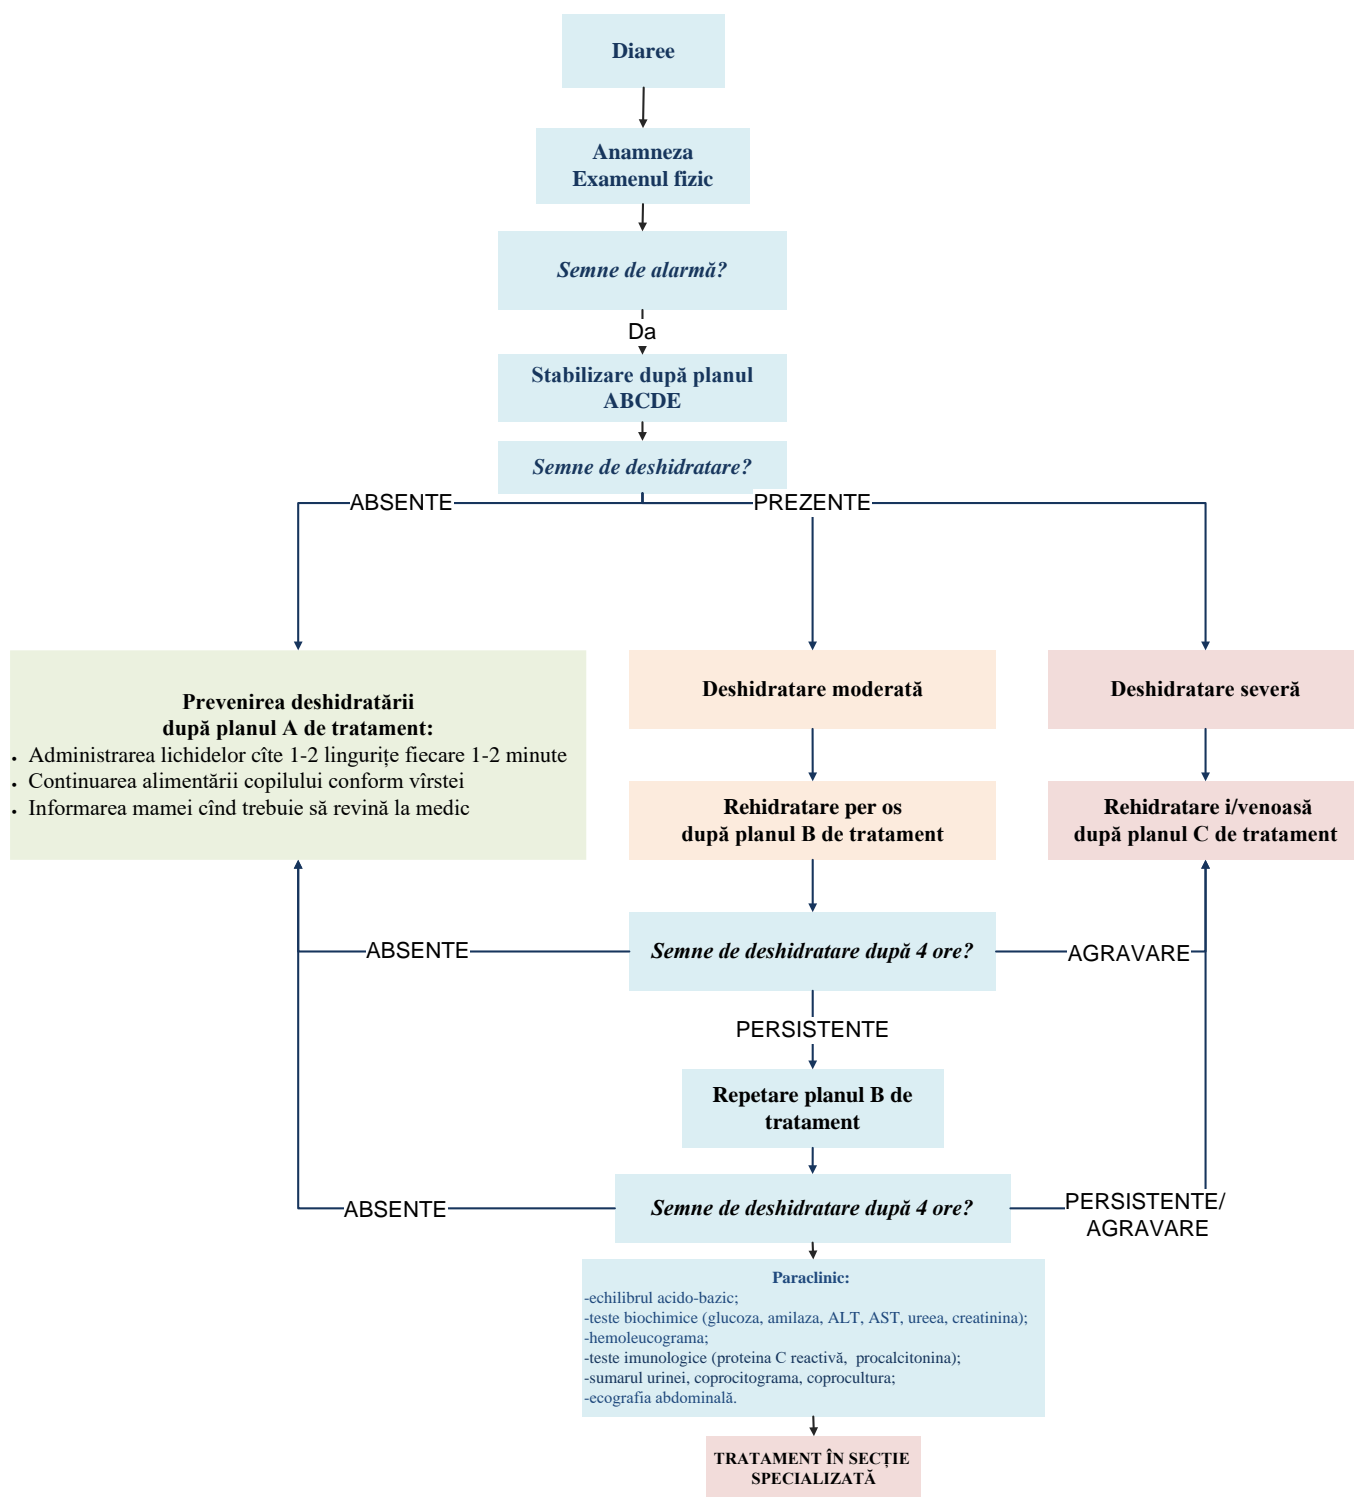 Diaree
Anamneza
Examenul fizic
Semne de alarmă?
Da
Stabilizare după planul
ABCDE
Semne de deshidratare?
ABSENTE
PREZENTE
Prevenirea deshidratării
după planul A de tratament:
• Administrarea lichidelor cîte 1-2 lingurițe fiecare 1-2 minute
• Continuarea alimentării copilului conform vîrstei
• Informarea mamei cînd trebuie să revină la medic
Deshidratare moderată
Deshidratare severă
Rehidratare per os
după planul B de tratament
Rehidratare i/venoasă
după planul C de tratament
ABSENTE
Semne de deshidratare după 4 ore?
AGRAVARE
PERSISTENTE
Repetare planul B de
tratament
ABSENTE
Semne de deshidratare după 4 ore?
PERSISTENTE/
AGRAVARE
Paraclinic:
-echilibrul acido-bazic;
-teste biochimice (glucoza, amilaza, ALT, AST, ureea, creatinina);
-hemoleucograma;
-teste imunologice (proteina C reactivă, procalcitonina);
-sumarul urinei, coprocitograma, coprocultura;
-ecografia abdominală.
TRATAMENT ÎN SECȚIE
SPECIALIZATĂ